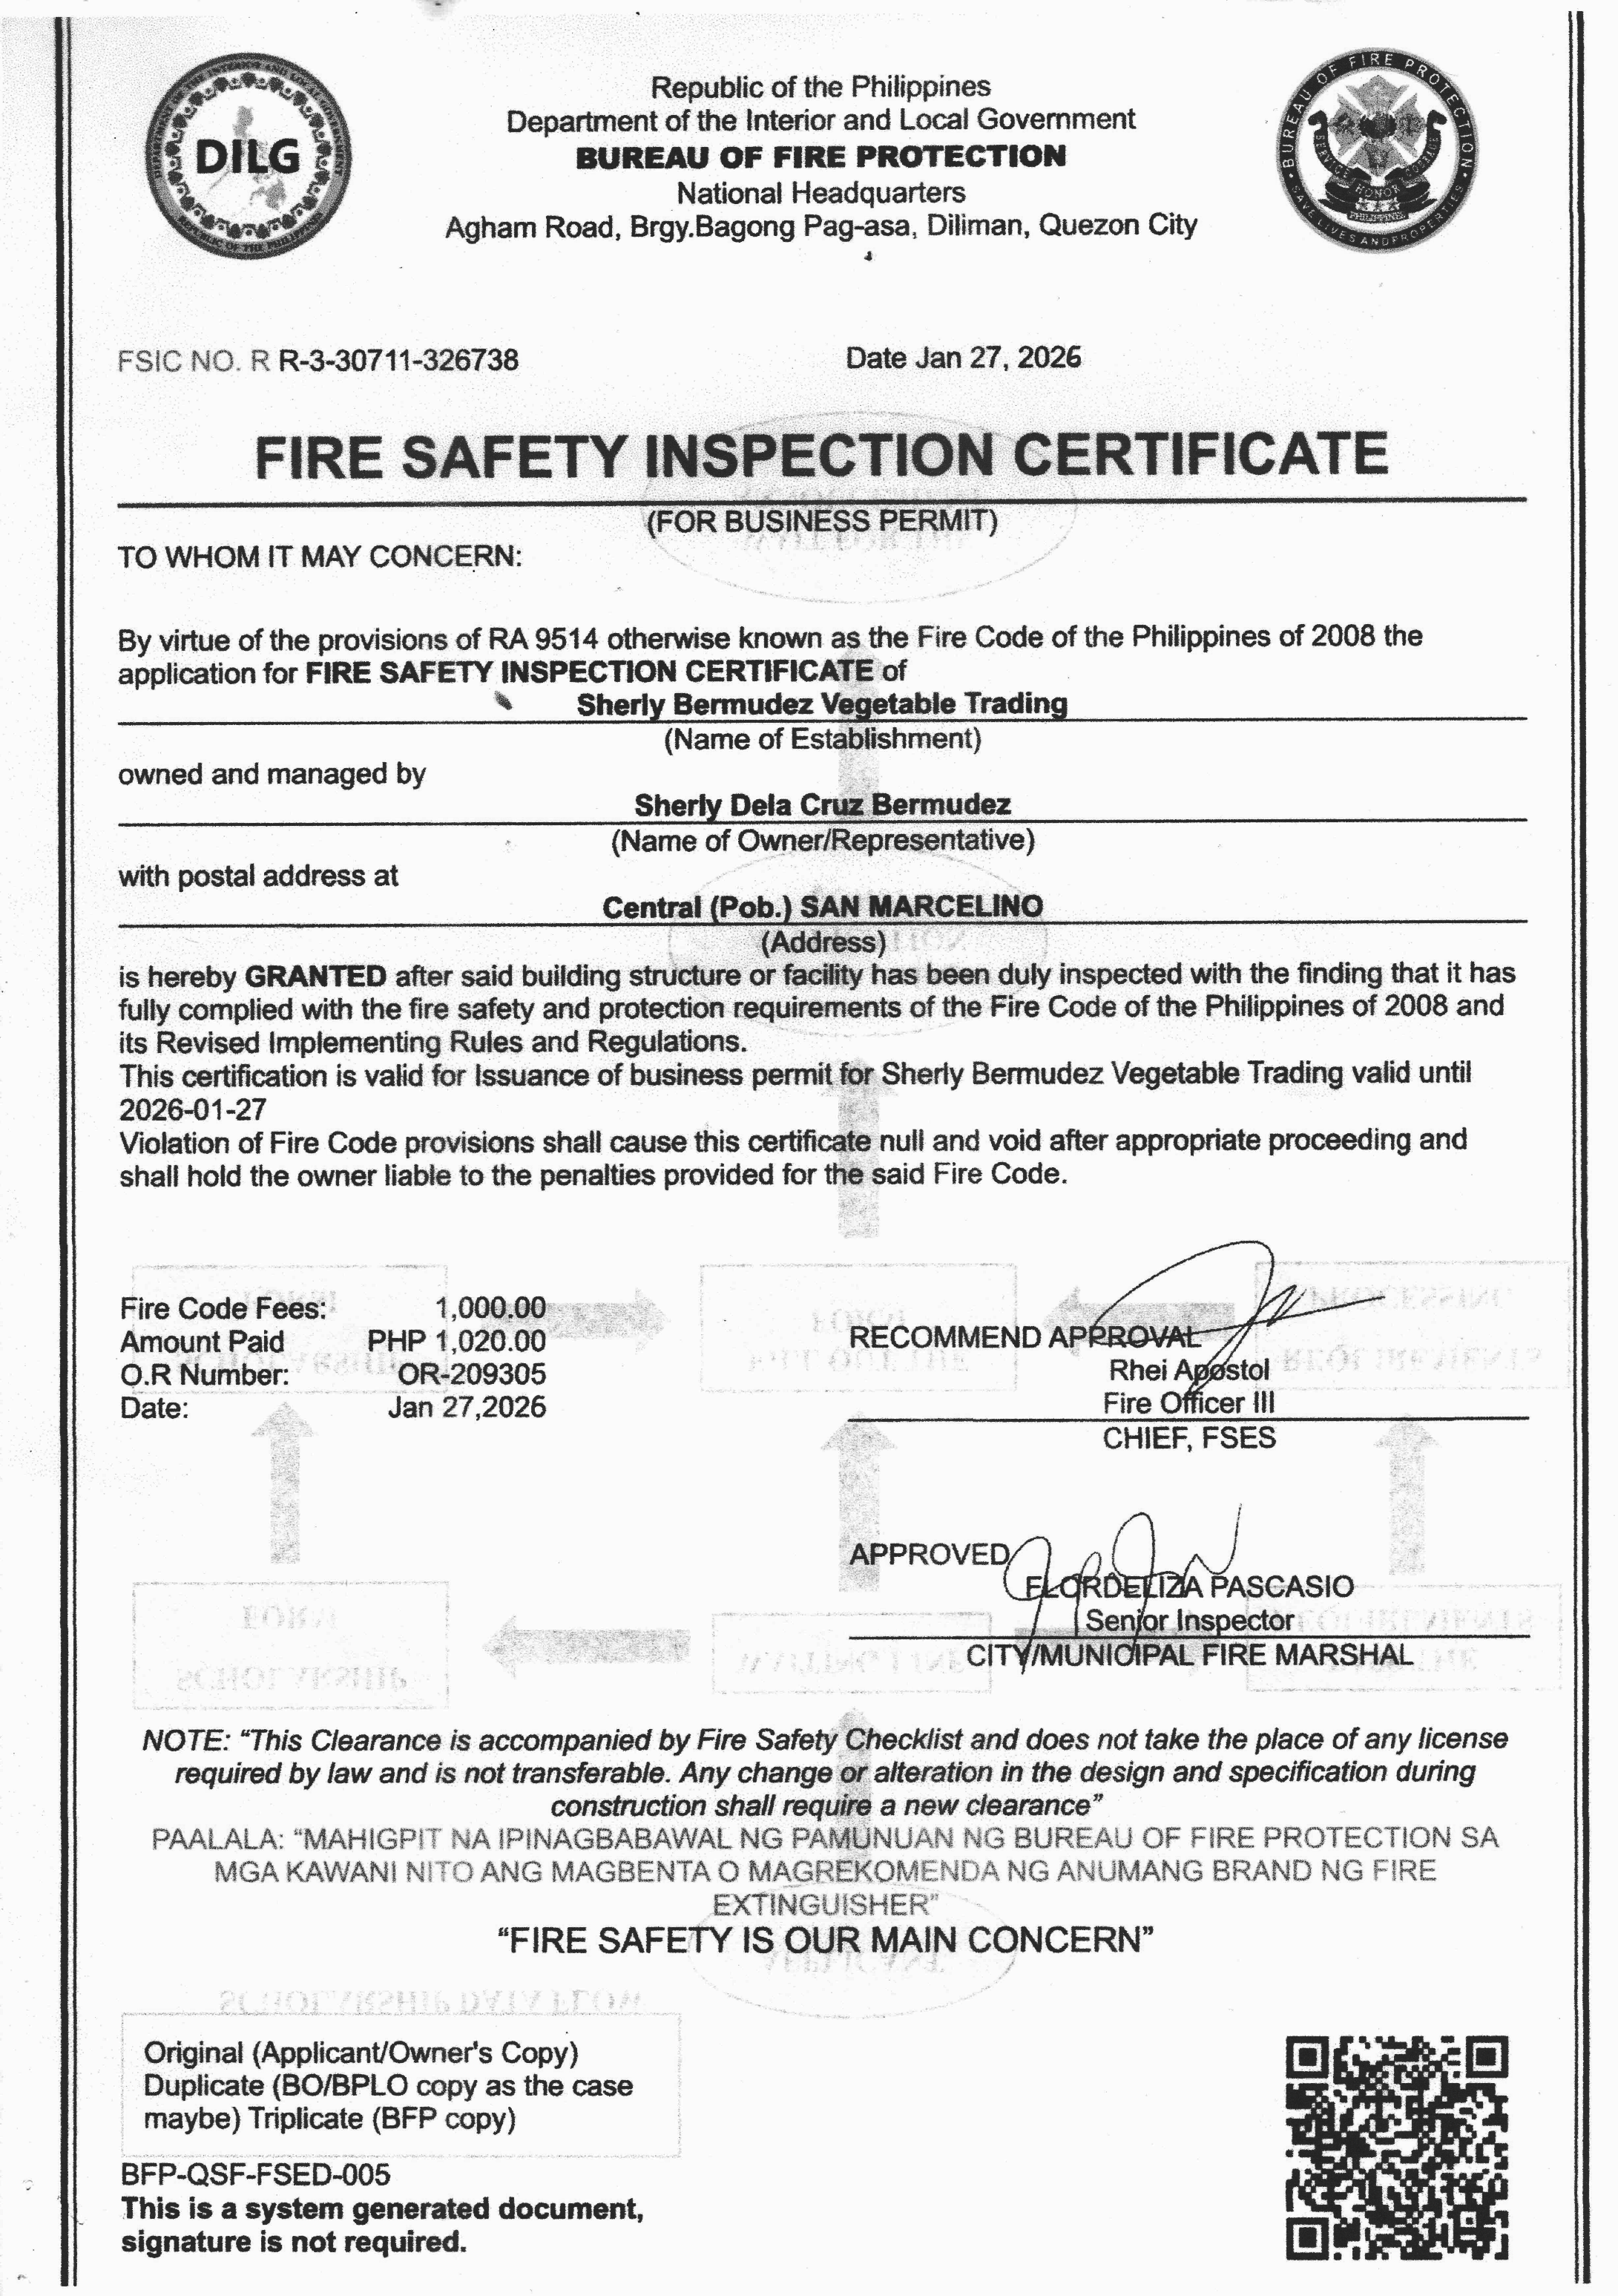 DILG
Republic of the Philippines
Department of the Interior and Local Government
BUREAU OF FIRE PROTECTION
National Headquarters
Agham Road, Brgy.Bagong Pag-asa, Diliman, Quezon City
BUREAU OF FIRE PROTECTION
HONOR
FSIC NO. R R-3-30711-326738
Date Jan 27, 2026
FIRE SAFETY INSPECTION CERTIFICATE
(FOR BUSINESS PERMIT)
TO WHOM IT MAY CONCERN:
By virtue of the provisions of RA 9514 otherwise known as the Fire Code of the Philippines of 2008 the
application for FIRE SAFETY INSPECTION CERTIFICATE of
Sherly Bermudez Vegetable Trading
(Name of Establishment)
owned and managed by
Sherly Dela Cruz Bermudez
(Name of Owner/Representative)
with postal address at
Central (Pob.) SAN MARCELINO
(Address)
is hereby GRANTED after said building structure or facility has been duly inspected with the finding that it has
fully complied with the fire safety and protection requirements of the Fire Code of the Philippines of 2008 and
its Revised Implementing Rules and Regulations.
This certification is valid for Issuance of business permit for Sherly Bermudez Vegetable Trading valid until
2026-01-27
Violation of Fire Code provisions shall cause this certificate null and void after appropriate proceeding and
shall hold the owner liable to the penalties provided for the said Fire Code.
Fire Code Fees: 1,000.00
Amount Paid PHP 1,020.00
O.R Number: OR-209305
Date: Jan 27,2026
RECOMMEND APPROVAL
Rhei Apostol
Fire Officer III
CHIEF, FSES
APPROVED
FLORDELIZA PASCASIO
Senior Inspector
CITY/MUNICIPAL FIRE MARSHAL
NOTE: “This Clearance is accompanied by Fire Safety Checklist and does not take the place of any license
required by law and is not transferable. Any change or alteration in the design and specification during
construction shall require a new clearance”
PAALALA: “MAHIGPIT NA IPINAGBABAWAL NG PAMUNUAN NG BUREAU OF FIRE PROTECTION SA
MGA KAWANI NITO ANG MAGBENTA O MAGREKOMENDA NG ANUMANG BRAND NG FIRE
EXTINGUISHER”
“FIRE SAFETY IS OUR MAIN CONCERN”
Original (Applicant/Owner's Copy)
Duplicate (BO/BPLO copy as the case
maybe) Triplicate (BFP copy)
BFP-QSF-FSED-005
This is a system generated document,
signature is not required.